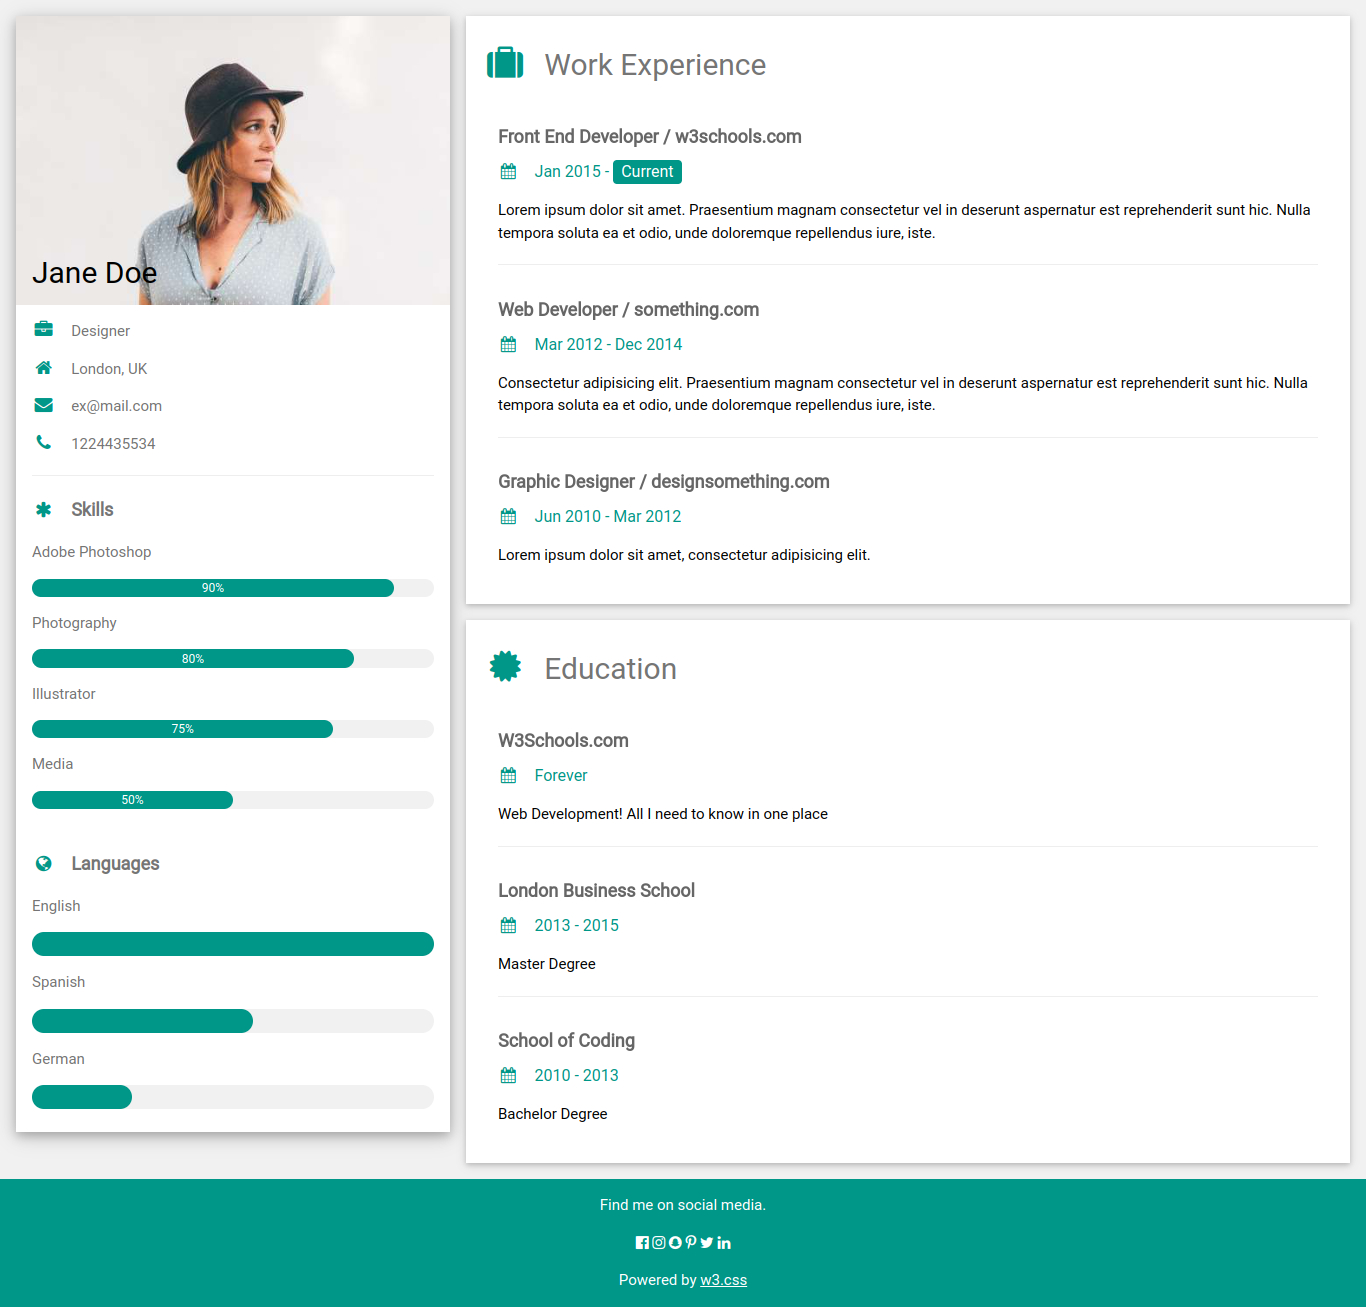 Jane Doe
Designer
London, UK
ex@mail.com
1224435534
Skills
Adobe Photoshop
90%
Photography
80%
Illustrator
75%
Media
50%
Languages
English
Spanish
German
Work Experience
Front End Developer / w3schools.com
Jan 2015 - Current
Lorem ipsum dolor sit amet. Praesentium magnam consectetur vel in deserunt aspernatur est reprehenderit sunt hic. Nulla
tempora soluta ea et odio, unde doloremque repellendus iure, iste.
Web Developer / something.com
Mar 2012 - Dec 2014
Consectetur adipisicing elit. Praesentium magnam consectetur vel in deserunt aspernatur est reprehenderit sunt hic. Nulla
tempora soluta ea et odio, unde doloremque repellendus iure, iste.
Graphic Designer / designsomething.com
Jun 2010 - Mar 2012
Lorem ipsum dolor sit amet, consectetur adipisicing elit.
Education
W3Schools.com
Forever
Web Development! All I need to know in one place
London Business School
2013 - 2015
Master Degree
School of Coding
2010 - 2013
Bachelor Degree
Find me on social media.
Powered by w3.css